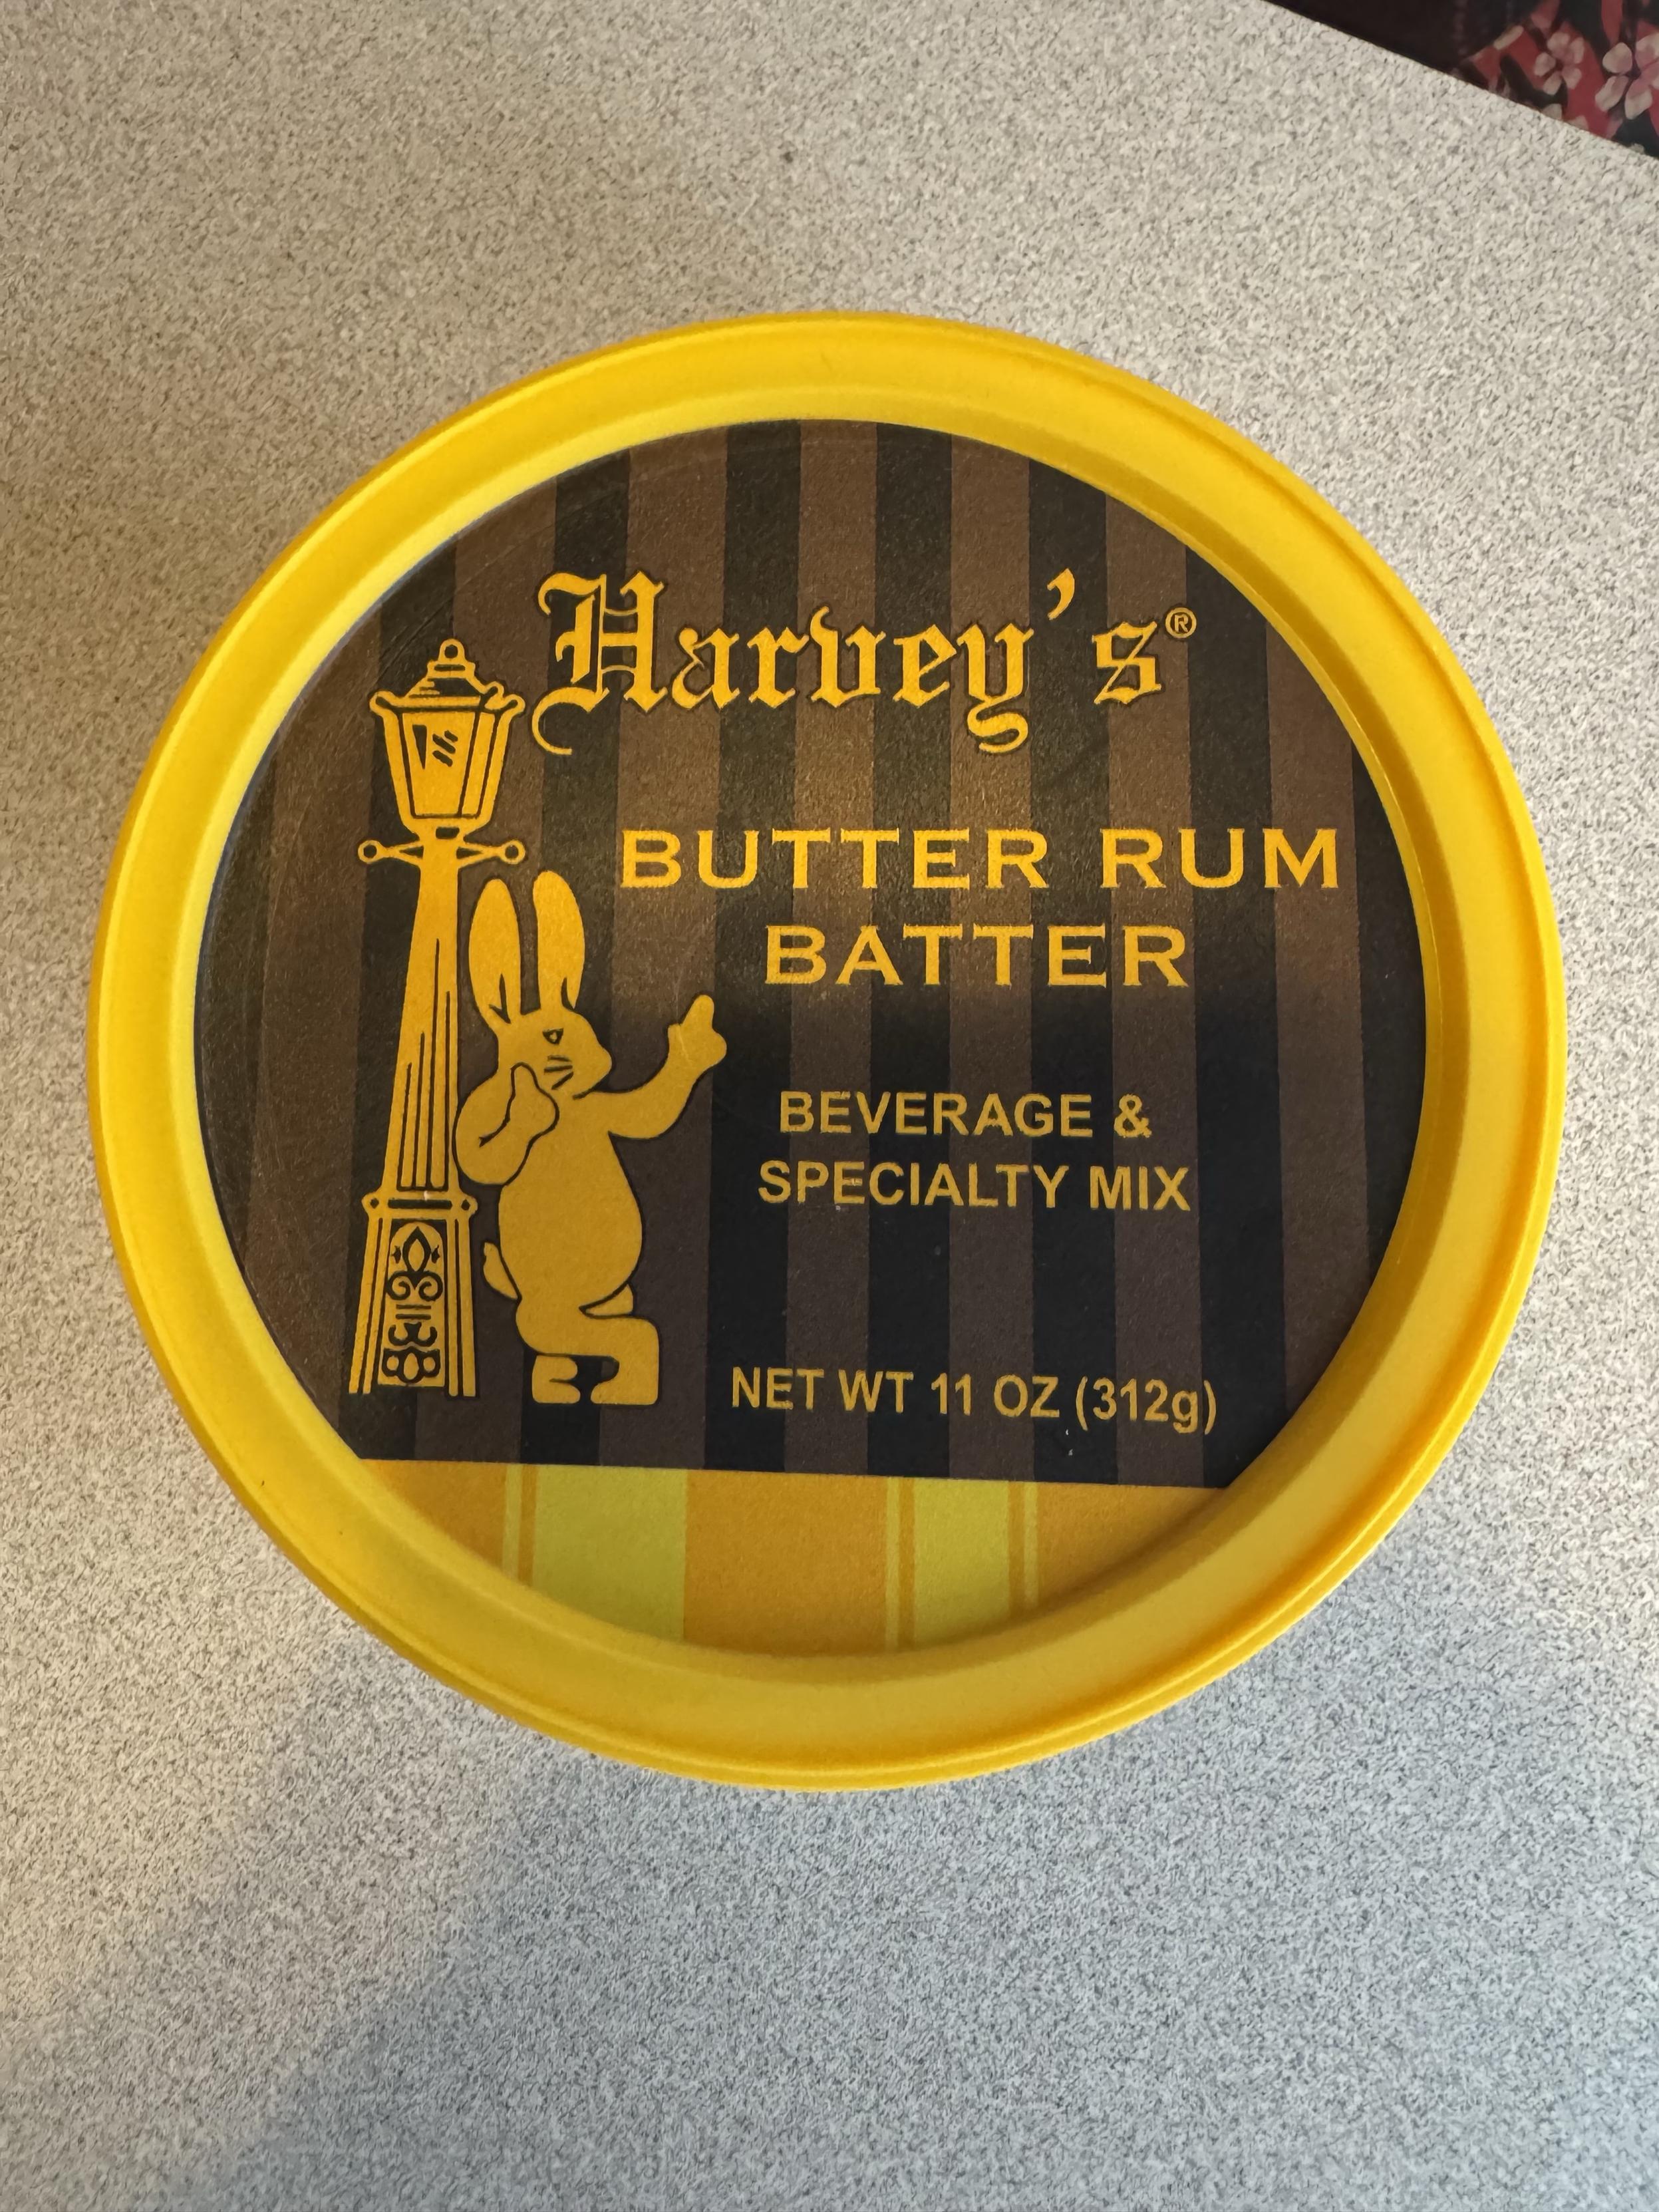 Harvey's®
BUTTER RUM
BATTER
BEVERAGE &
SPECIALTY MIX
NET WT 11 OZ (312g)